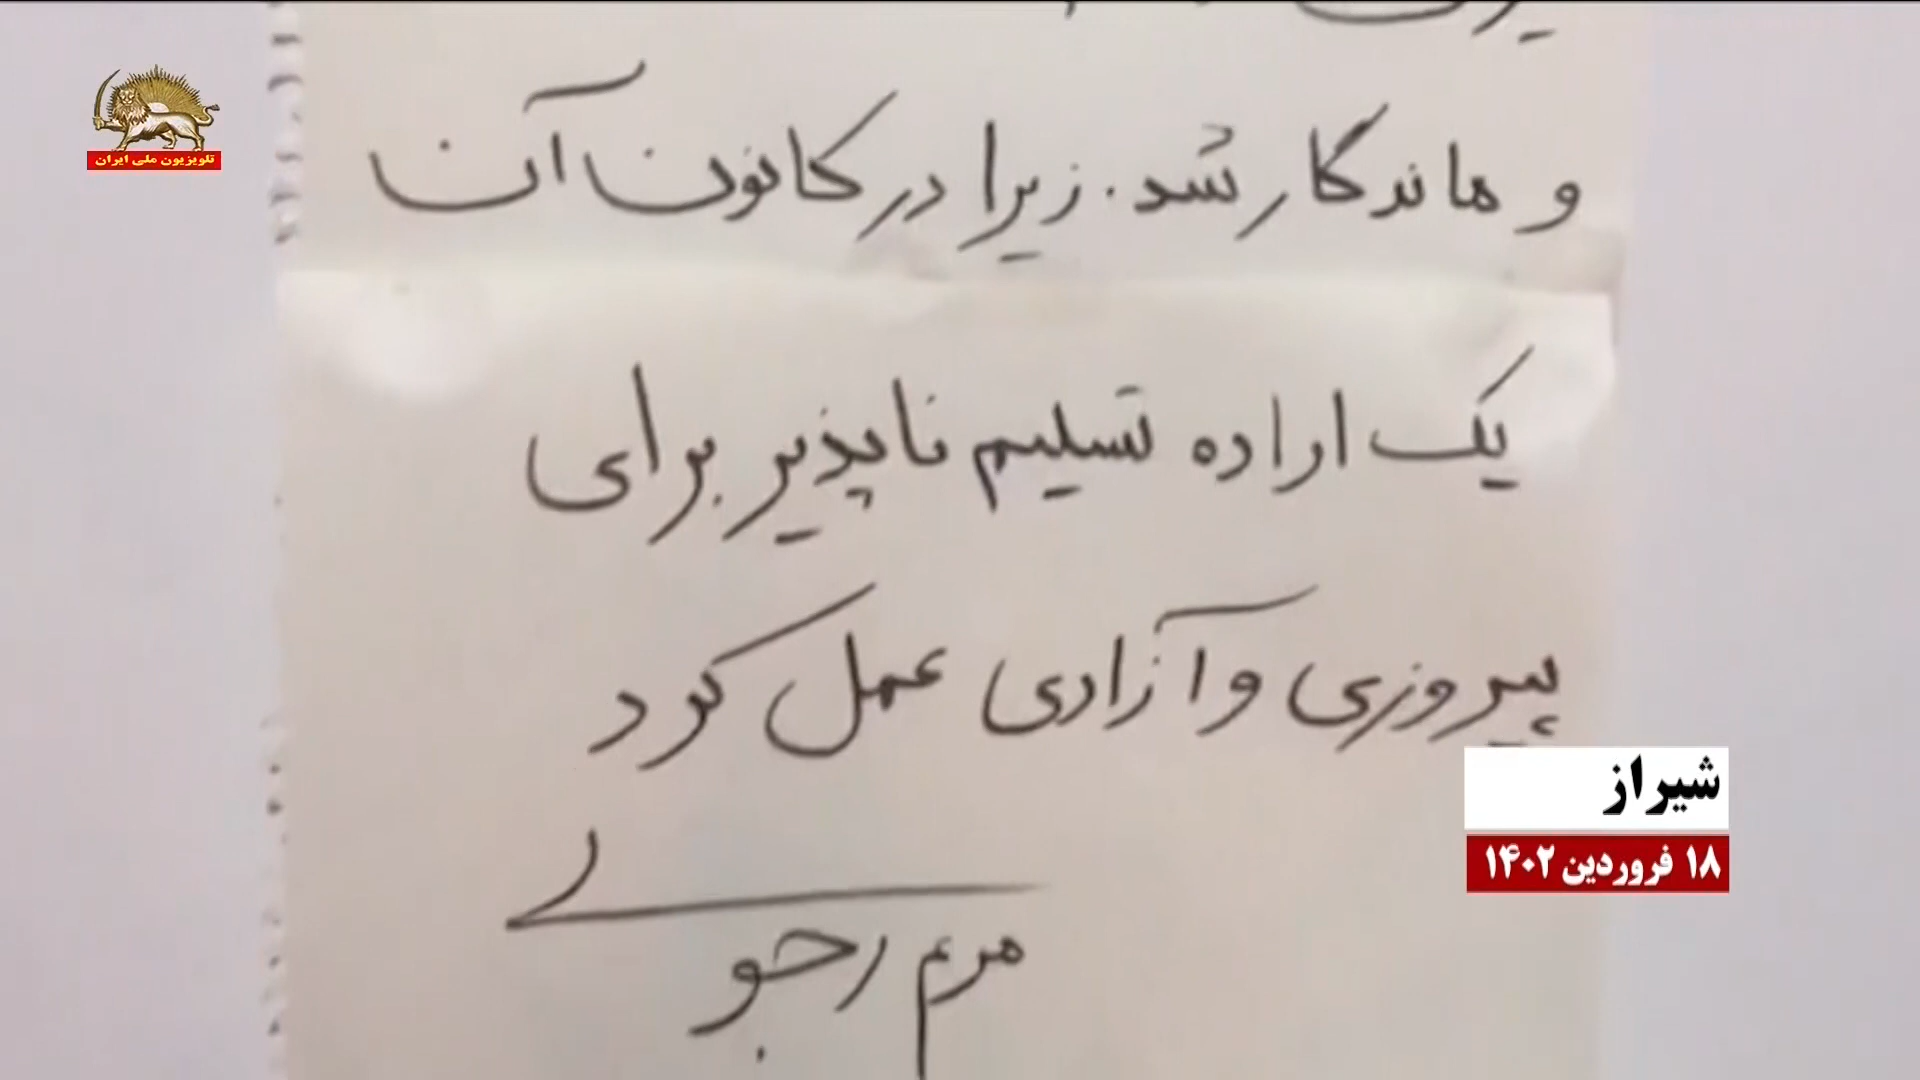 تلویزیون ملی ایران
و ماندگار شد. زیرا در کانون آن
یک اراده تسلیم ناپذیر برای
پیروزی و آزادی عمل کرد
مریم رجوی
شیراز
۱۸ فروردین ۱۴۰۲